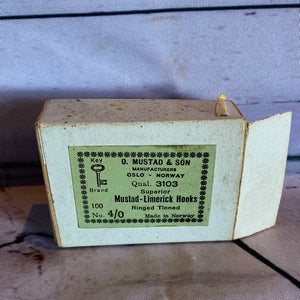 O. MUSTAD & SON
MANUFACTURERS
OSLO - NORWAY
Key
Brand
Qual. 3103
Superior
Mustad-Limerick Hooks
Ringed Tinned
100
No. 4/0
Made in Norway